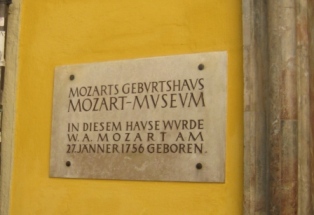 MOZARTS GEBVRTSHAVS
MOZART-MVSEVM
IN DIESEM HAVSE WVRDE
W. A. MOZART AM
27. JÄNNER 1756 GEBOREN.